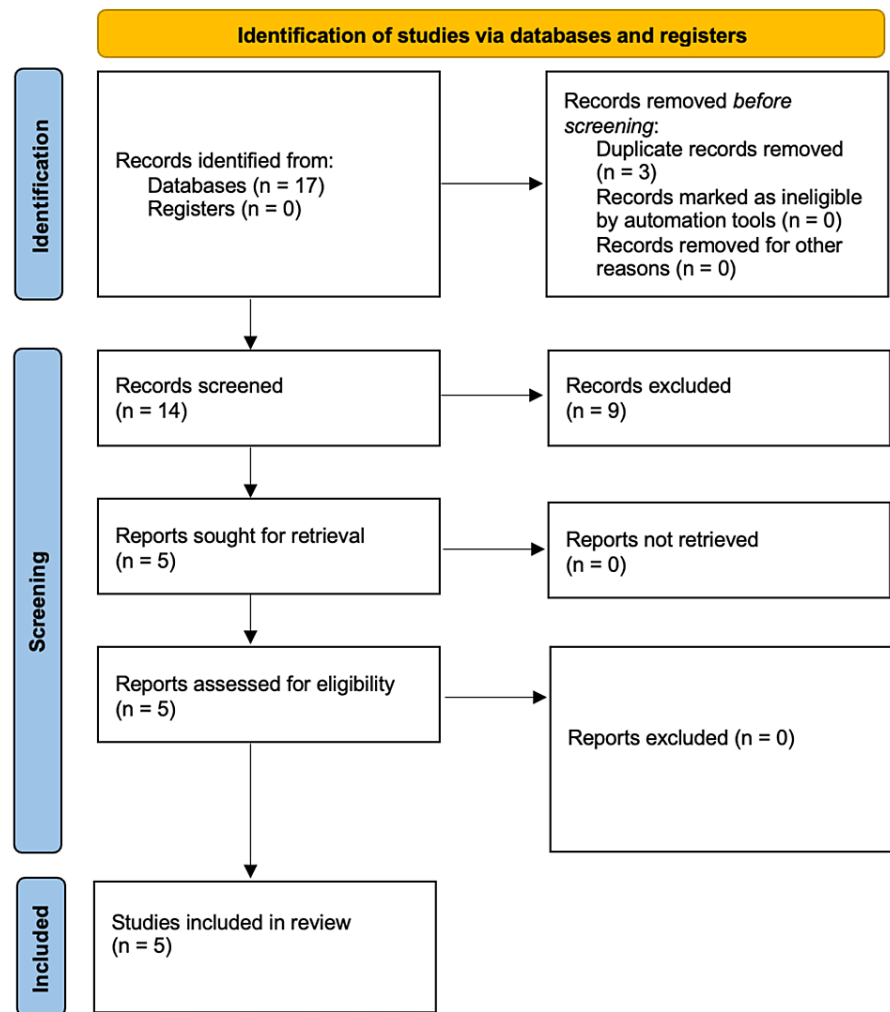 Identification of studies via databases and registers
Identification
Records identified from:
Databases (n = 17)
Registers (n = 0)
Records removed before
screening:
Duplicate records removed
(n = 3)
Records marked as ineligible
by automation tools (n = 0)
Records removed for other
reasons (n = 0)
Screening
Records screened
(n = 14)
Records excluded
(n = 9)
Reports sought for retrieval
(n = 5)
Reports not retrieved
(n = 0)
Reports assessed for eligibility
(n = 5)
Reports excluded (n = 0)
Included
Studies included in review
(n = 5)